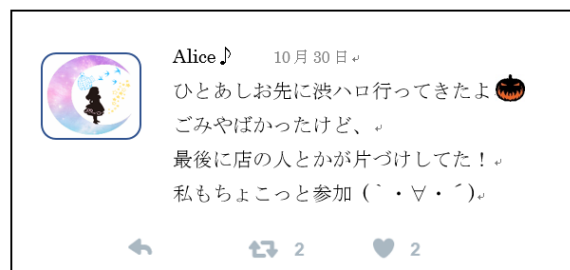 Alice♪ 10月30日
ひとあしお先に渋ハロ行ってきたよ🎃
ごみやばかったけど、
最後に店の人とかが片づけしてた！
私もちょこっと参加（｀・∀・´）
2 2